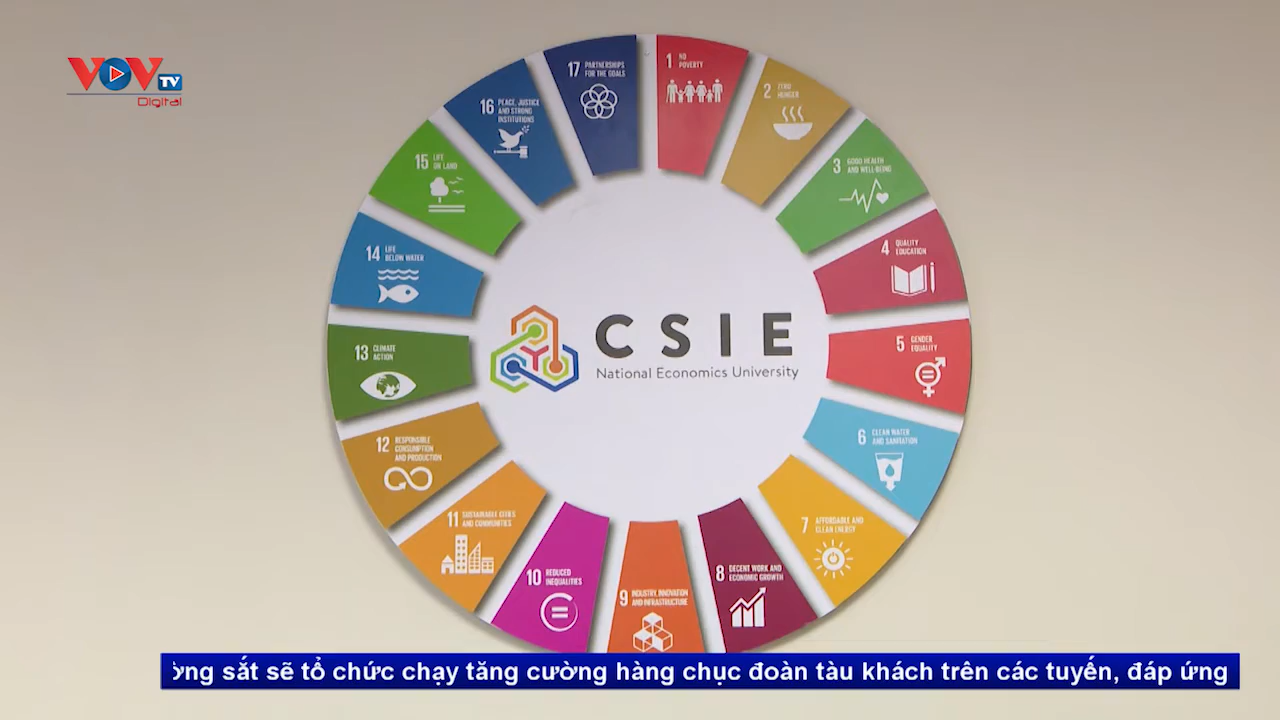 VOV TV
Digital
1 NO
POVERTY
2 ZERO
HUNGER
3 GOOD HEALTH
AND WELL-BEING
4 QUALITY
EDUCATION
5 GENDER
EQUALITY
6 CLEAN WATER
AND SANITATION
7 AFFORDABLE AND
CLEAN ENERGY
8 DECENT WORK AND
ECONOMIC GROWTH
9 INDUSTRY, INNOVATION
AND INFRASTRUCTURE
10 REDUCED
INEQUALITIES
11 SUSTAINABLE CITIES
AND COMMUNITIES
12 RESPONSIBLE
CONSUMPTION
AND PRODUCTION
13 CLIMATE
ACTION
14 LIFE
BELOW WATER
15 LIFE
ON LAND
16 PEACE, JUSTICE
AND STRONG
INSTITUTIONS
17 PARTNERSHIPS
FOR THE GOALS
CSIE
National Economics University
sắt sẽ tổ chức chạy tăng cường hàng chục đoàn tàu khách trên các tuyến, đáp ứng